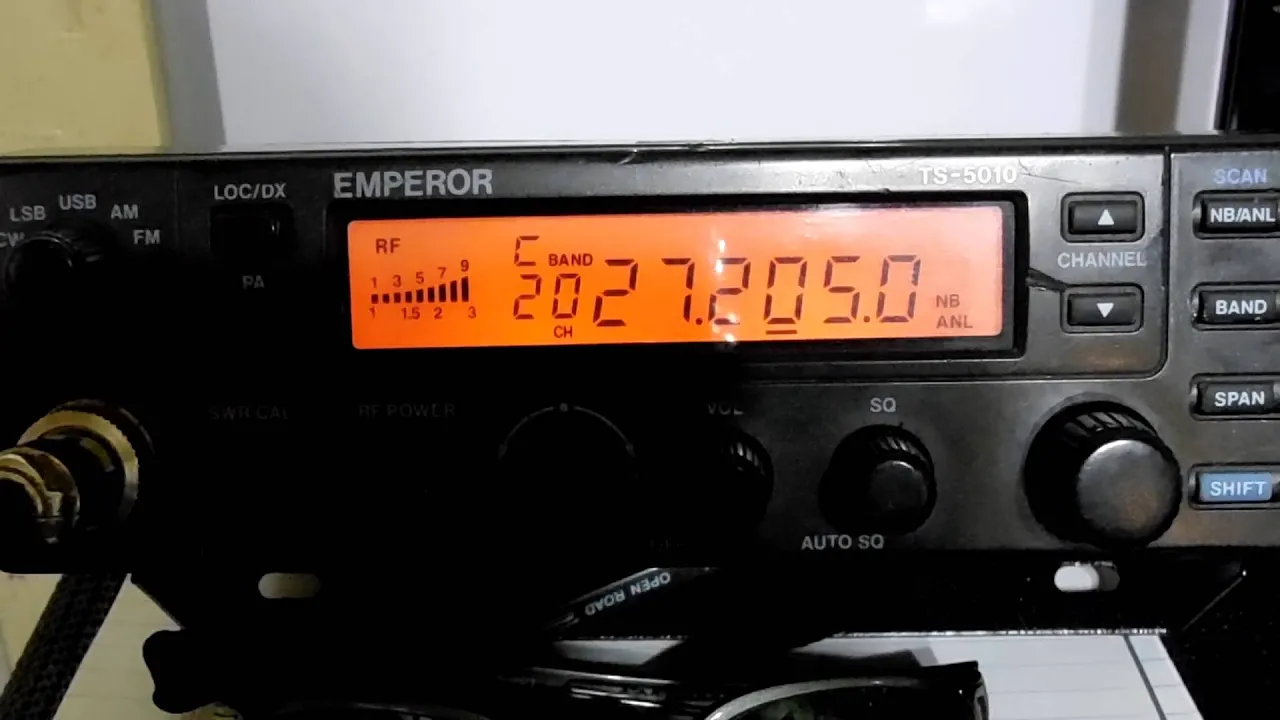 EMPEROR
TS-5010
SCAN
LOC/DX
LSB USB AM FM
CW
PA
RF
1 3 5 7 9
1 1.5 2 3
C BAND
20 CH
27.205.0
NB
ANL
▲
CHANNEL
▼
NB/ANL
BAND
SPAN
SHIFT
SWR CAL
RF POWER
VOL
SQ
AUTO SQ
OPEN ROAD